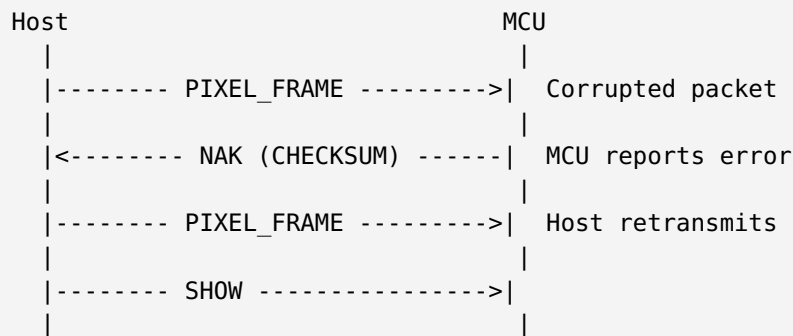 Host MCU
| |
|-------- PIXEL_FRAME --------->| Corrupted packet
| |
|<-------- NAK (CHECKSUM) ------| MCU reports error
| |
|-------- PIXEL_FRAME --------->| Host retransmits
| |
|-------- SHOW ---------------->|
| |